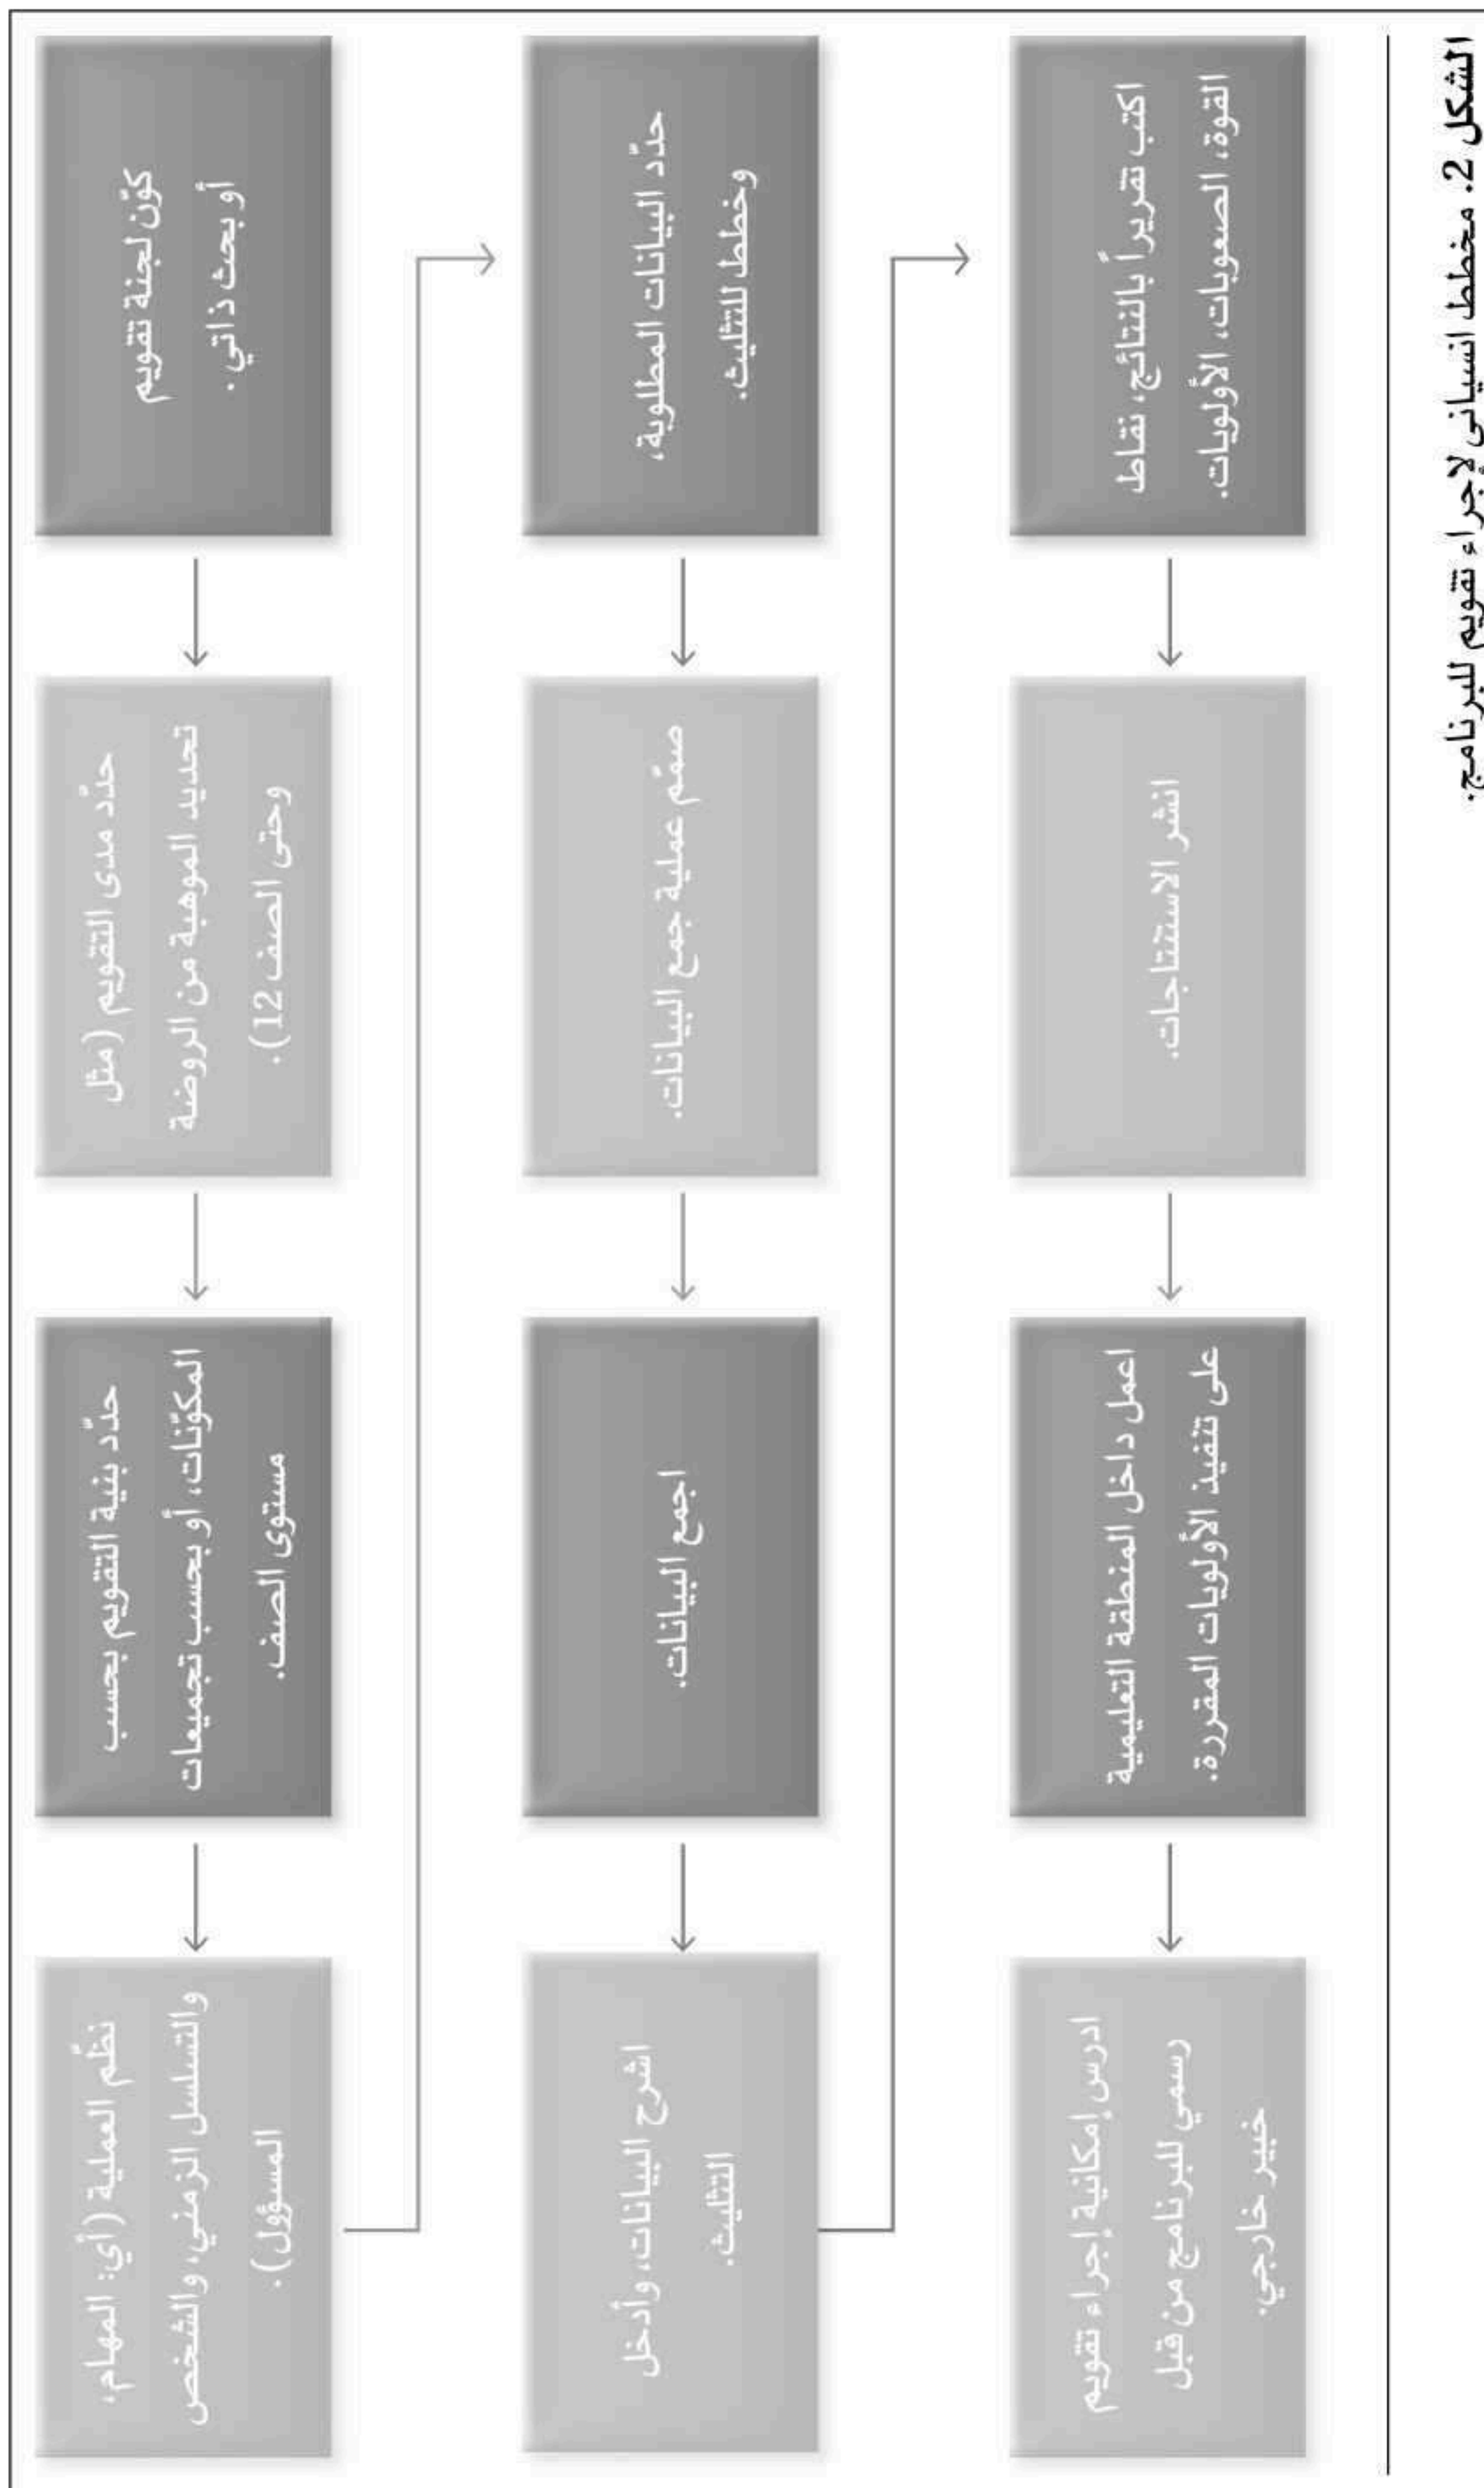 كوّن لجنة تقويم
أو بحث ذاتي.
حدّد مدى التقويم (مثل
تحديد الموهبة من الروضة
وحتى الصف 12).
حدّد بنية التقويم بحسب
المكوّنات، أو بحسب تجميعات
مستوى الصف.
نظّم العملية (أي: المهام،
والتسلسل الزمني، والشخص
المسؤول).
حدّد البيانات المطلوبة،
وخطط للتثليث.
صمّم عملية جمع البيانات.
اجمع البيانات.
اشرح البيانات، وأدخل
التثليث.
اكتب تقريراً بالنتائج، نقاط
القوة، الصعوبات، الأولويات.
انشر الاستنتاجات.
اعمل داخل المنطقة التعليمية
على تنفيذ الأولويات المقررة.
ادرس إمكانية إجراء تقويم
رسمي للبرنامج من قبل
خبير خارجي.
الشكل 2. مخطط انسيابي لإجراء تقويم للبرنامج.